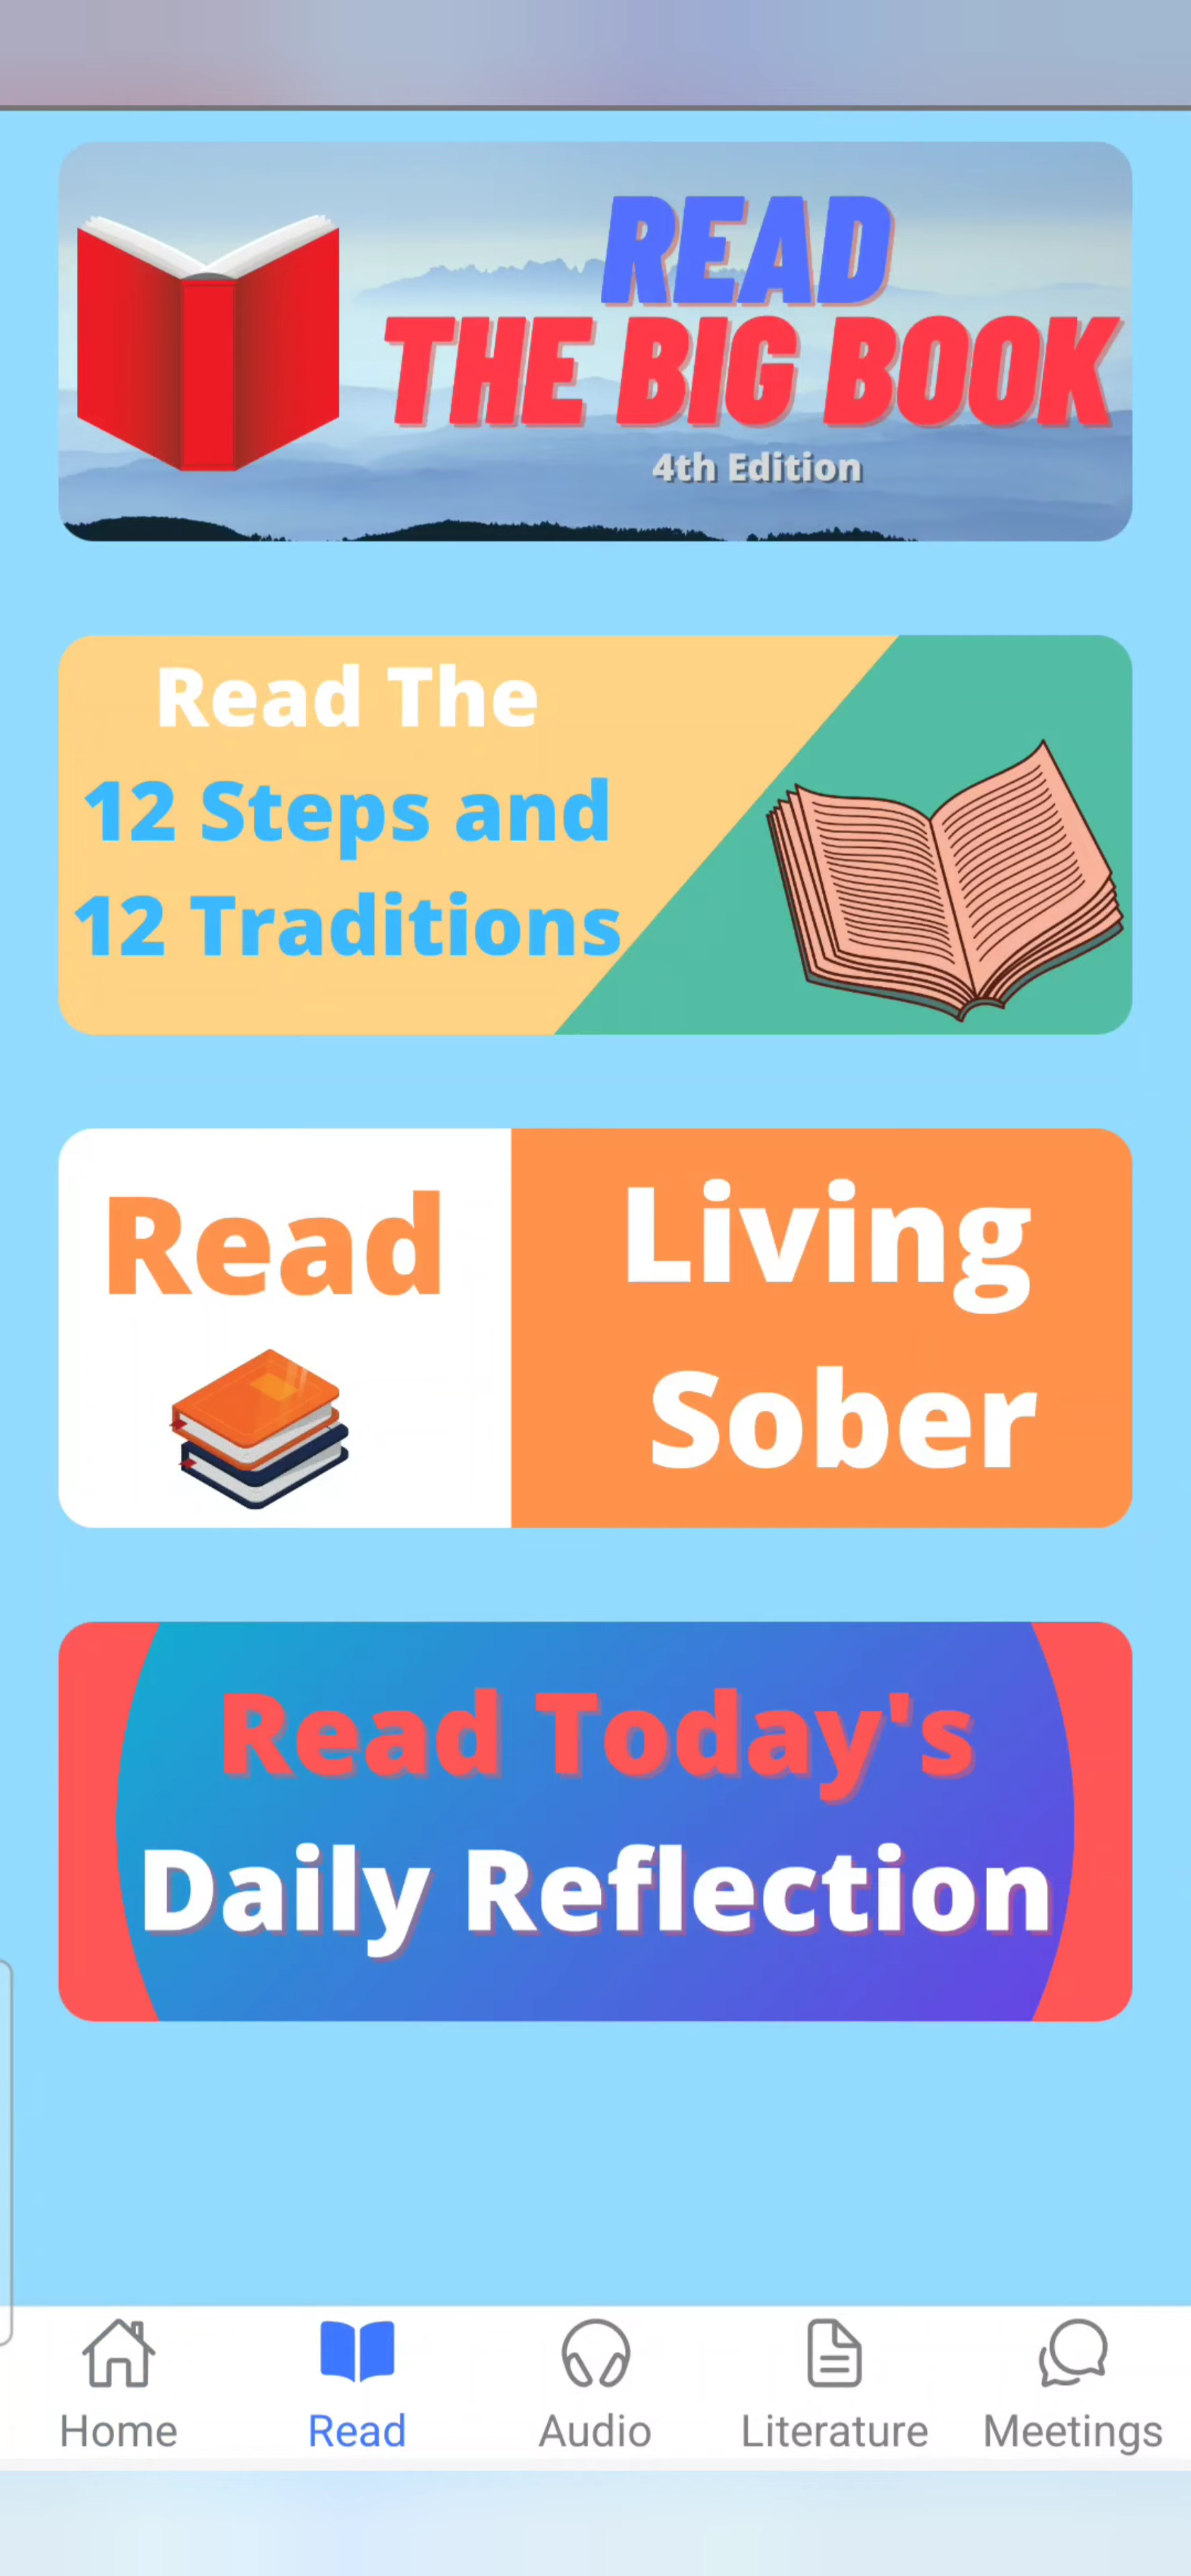 READ
THE BIG BOOK
4th Edition
Read The
12 Steps and
12 Traditions
Read
Living
Sober
Read Today's
Daily Reflection
Home
Read
Audio
Literature
Meetings